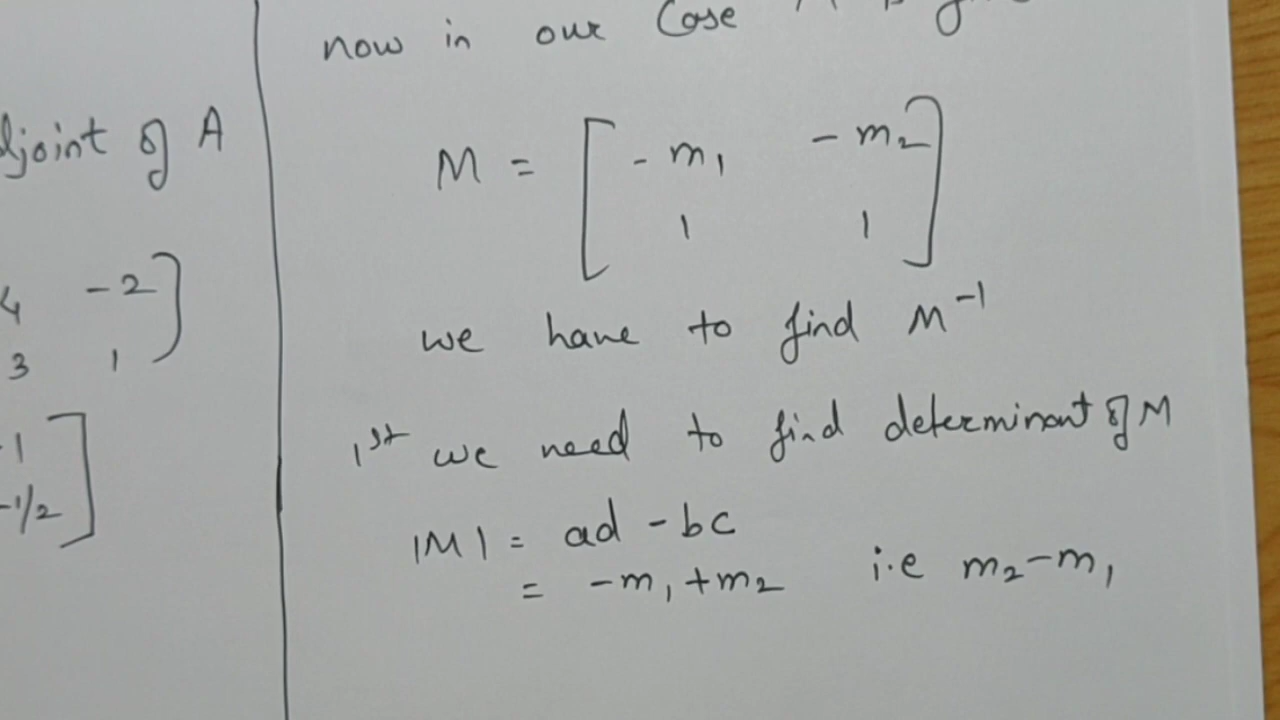 of A
4 -2
3 1
1
-1/2
now in our Case
M = [ -m₁ -m₂ ]
[ 1 1 ]
we have to find M⁻¹
1st we need to find determinant of M
|M| = ad - bc
= -m₁ + m₂ i.e m₂ - m₁